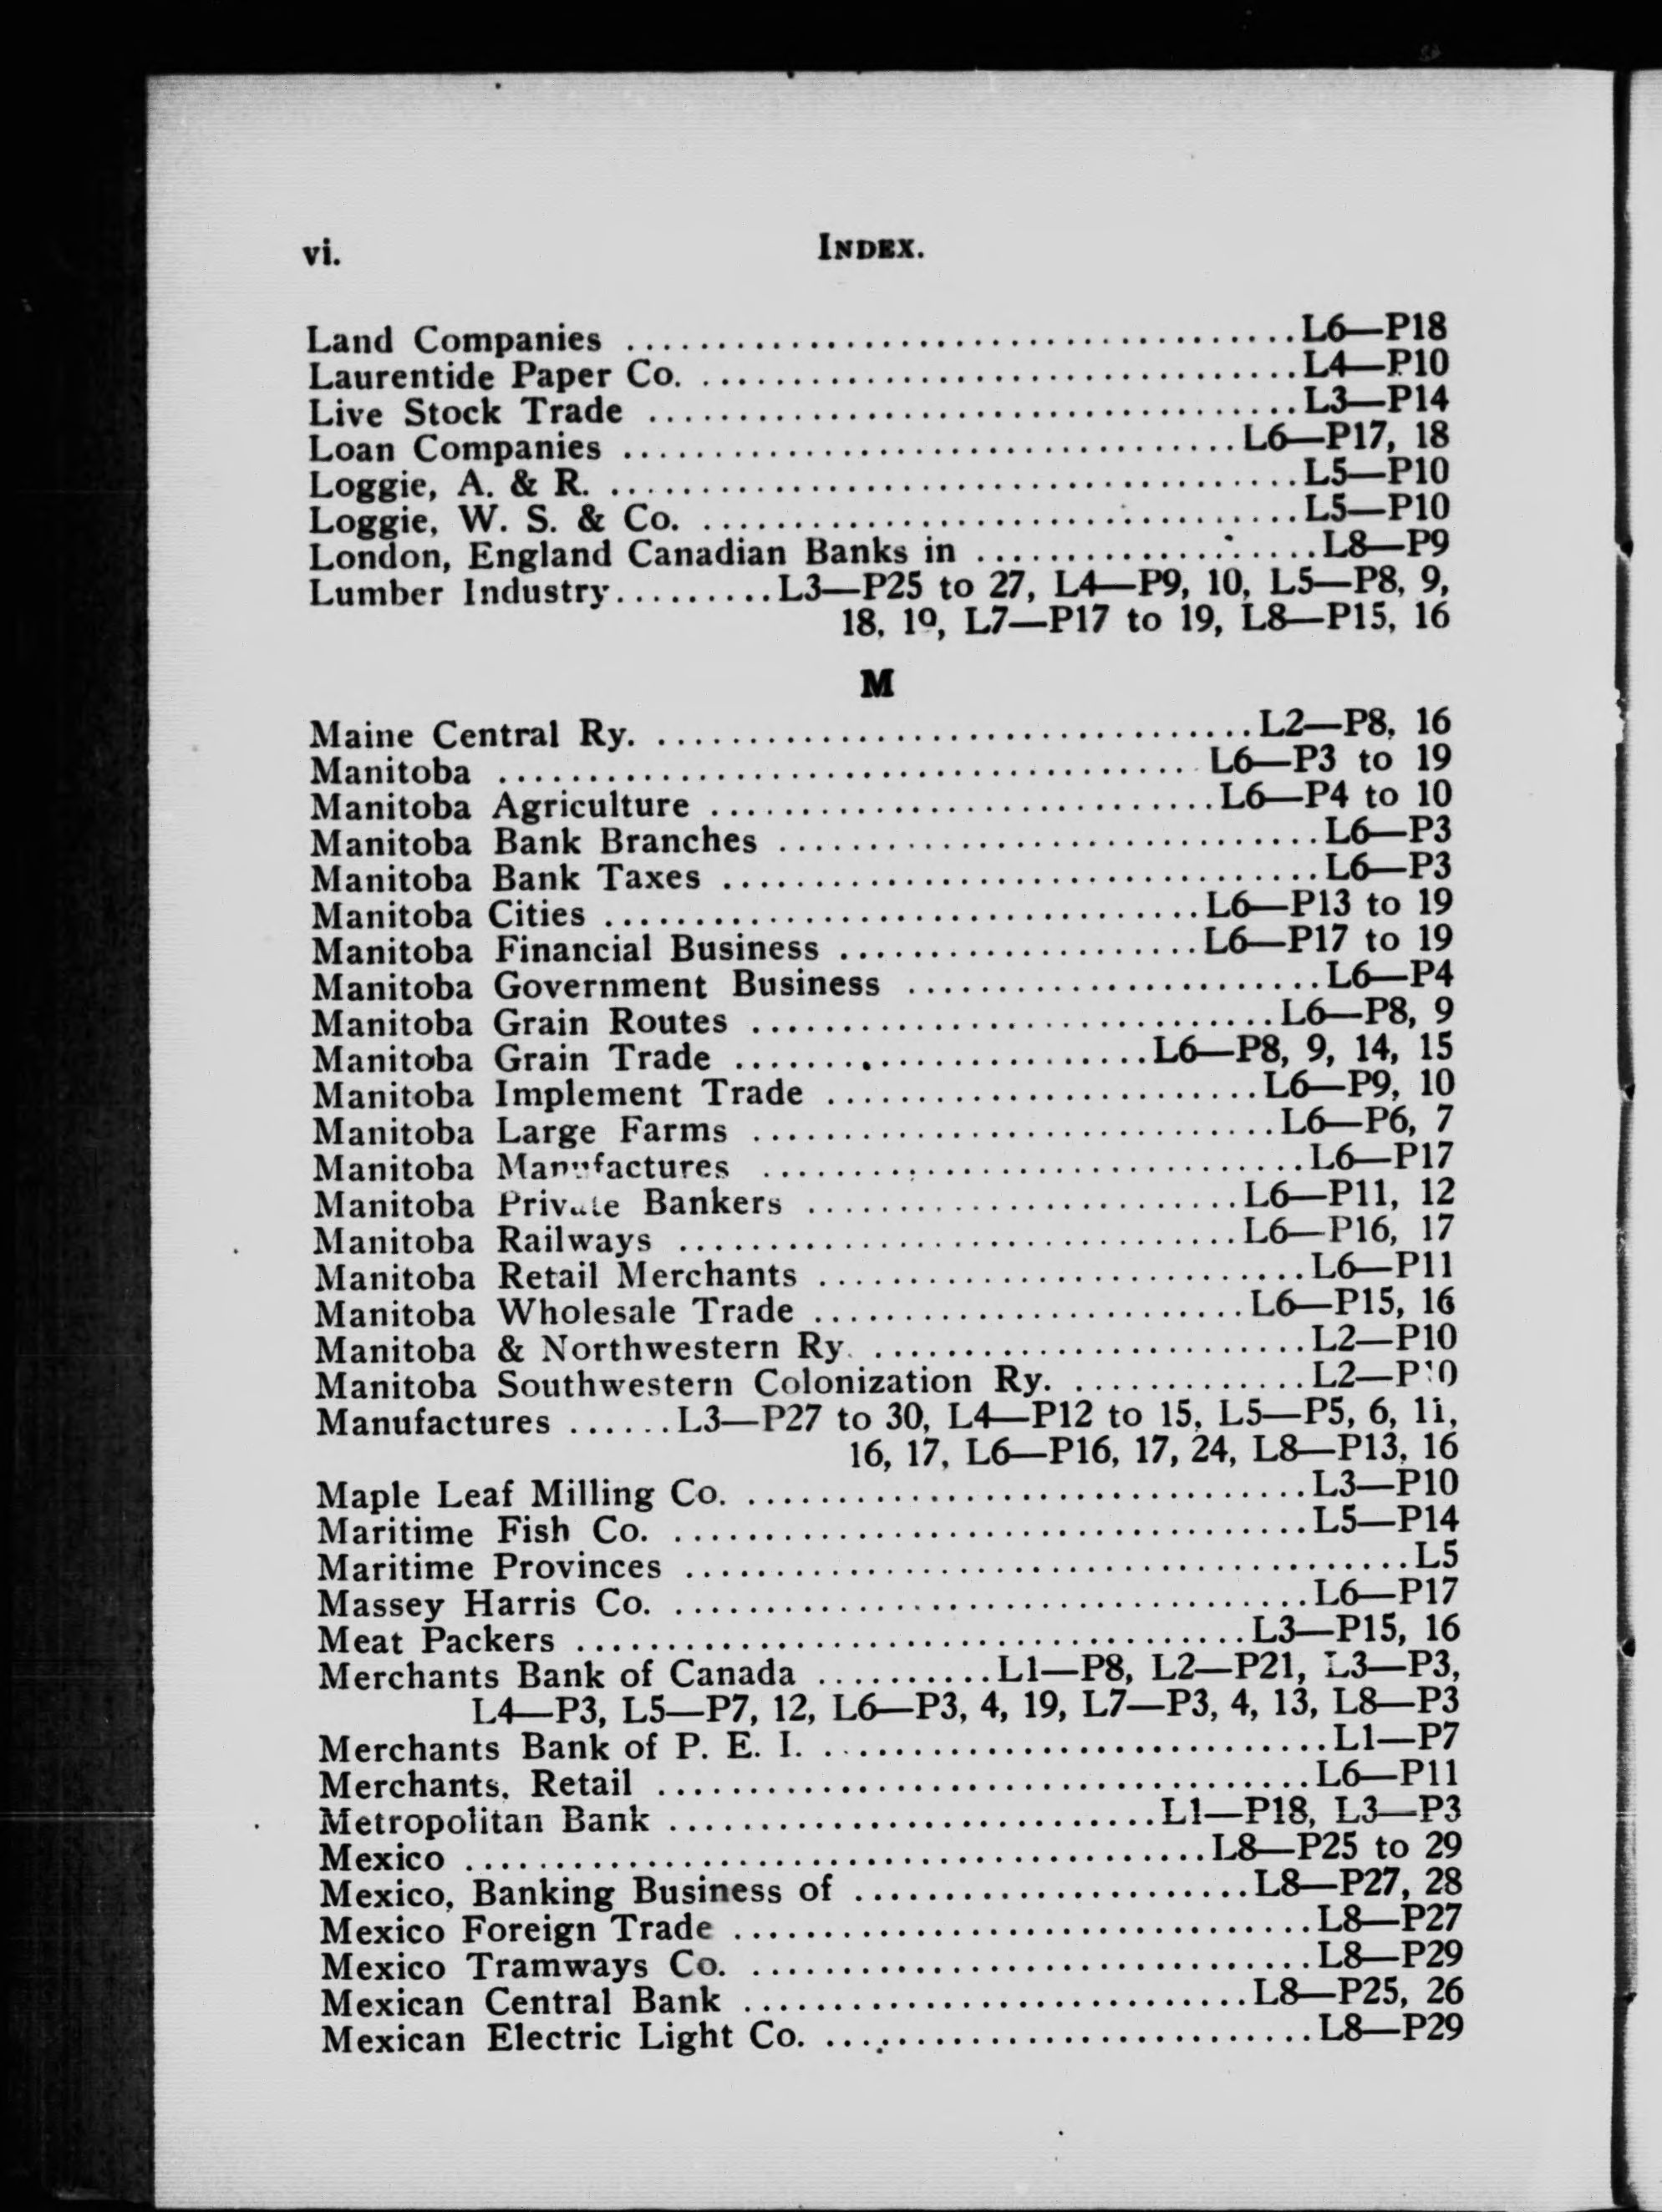 vi. INDEX.
Land Companies ........................................ L6—P18
Laurentide Paper Co. .................................... L4—P10
Live Stock Trade ....................................... L3—P14
Loan Companies .................................... L6—P17, 18
Loggie, A. & R. ......................................... L5—P10
Loggie, W. S. & Co. .................................... L5—P10
London, England Canadian Banks in ..................... L8—P9
Lumber Industry.......... L3—P25 to 27, L4—P9, 10, L5—P8, 9,
18, 19, L7—P17 to 19, L8—P15, 16
M
Maine Central Ry. .................................... L2—P8, 16
Manitoba .......................................... L6—P3 to 19
Manitoba Agriculture .............................. L6—P4 to 10
Manitoba Bank Branches ................................. L6—P3
Manitoba Bank Taxes .................................... L6—P3
Manitoba Cities .................................... L6—P13 to 19
Manitoba Financial Business ...................... L6—P17 to 19
Manitoba Government Business ......................... L6—P4
Manitoba Grain Routes ............................... L6—P8, 9
Manitoba Grain Trade ......................... L6—P8, 9, 14, 15
Manitoba Implement Trade .......................... L6—P9, 10
Manitoba Large Farms ............................... L6—P6, 7
Manitoba Manufactures ................................. L6—P17
Manitoba Private Bankers .......................... L6—P11, 12
Manitoba Railways .................................. L6—P16, 17
Manitoba Retail Merchants ............................. L6—P11
Manitoba Wholesale Trade .......................... L6—P15, 16
Manitoba & Northwestern Ry. .......................... L2—P10
Manitoba Southwestern Colonization Ry. .............. L2—P10
Manufactures ...... L3—P27 to 30, L4—P12 to 15, L5—P5, 6, 11,
16, 17, L6—P16, 17, 24, L8—P13, 16
Maple Leaf Milling Co. .................................. L3—P10
Maritime Fish Co. ...................................... L5—P14
Maritime Provinces ............................................ L5
Massey Harris Co. ...................................... L6—P17
Meat Packers ........................................ L3—P15, 16
Merchants Bank of Canada ........... L1—P8, L2—P21, L3—P3,
L4—P3, L5—P7, 12, L6—P3, 4, 19, L7—P3, 4, 13, L8—P3
Merchants Bank of P. E. I. .............................. L1—P7
Merchants, Retail ....................................... L6—P11
Metropolitan Bank ............................. L1—P18, L3—P3
Mexico ............................................. L8—P25 to 29
Mexico, Banking Business of ........................ L8—P27, 28
Mexico Foreign Trade ................................... L8—P27
Mexico Tramways Co. .................................. L8—P29
Mexican Central Bank .............................. L8—P25, 26
Mexican Electric Light Co. .............................. L8—P29